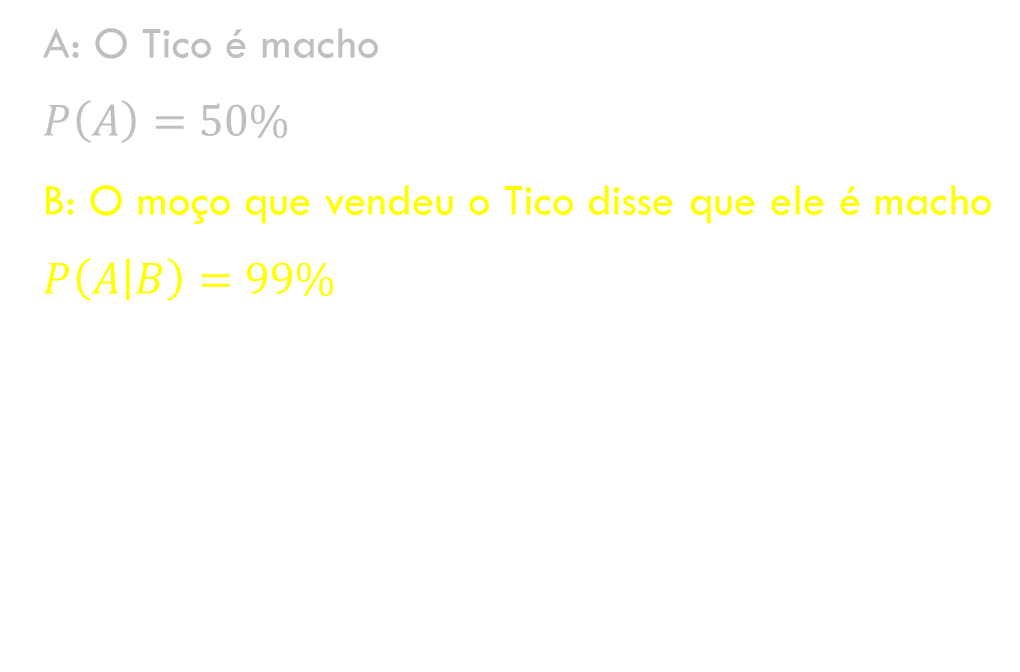 A: O Tico é macho
P(A) = 50%
B: O moço que vendeu o Tico disse que ele é macho
P(A|B) = 99%